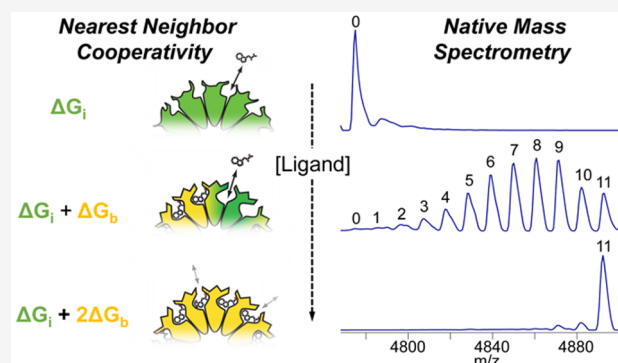 Nearest Neighbor
Cooperativity
Native Mass
Spectrometry
ΔGi
ΔGi + ΔGb
ΔGi + 2ΔGb
[Ligand]
0
0 1 2 3 4 5 6 7 8 9 10 11
11
4800 4840 4880
m/z